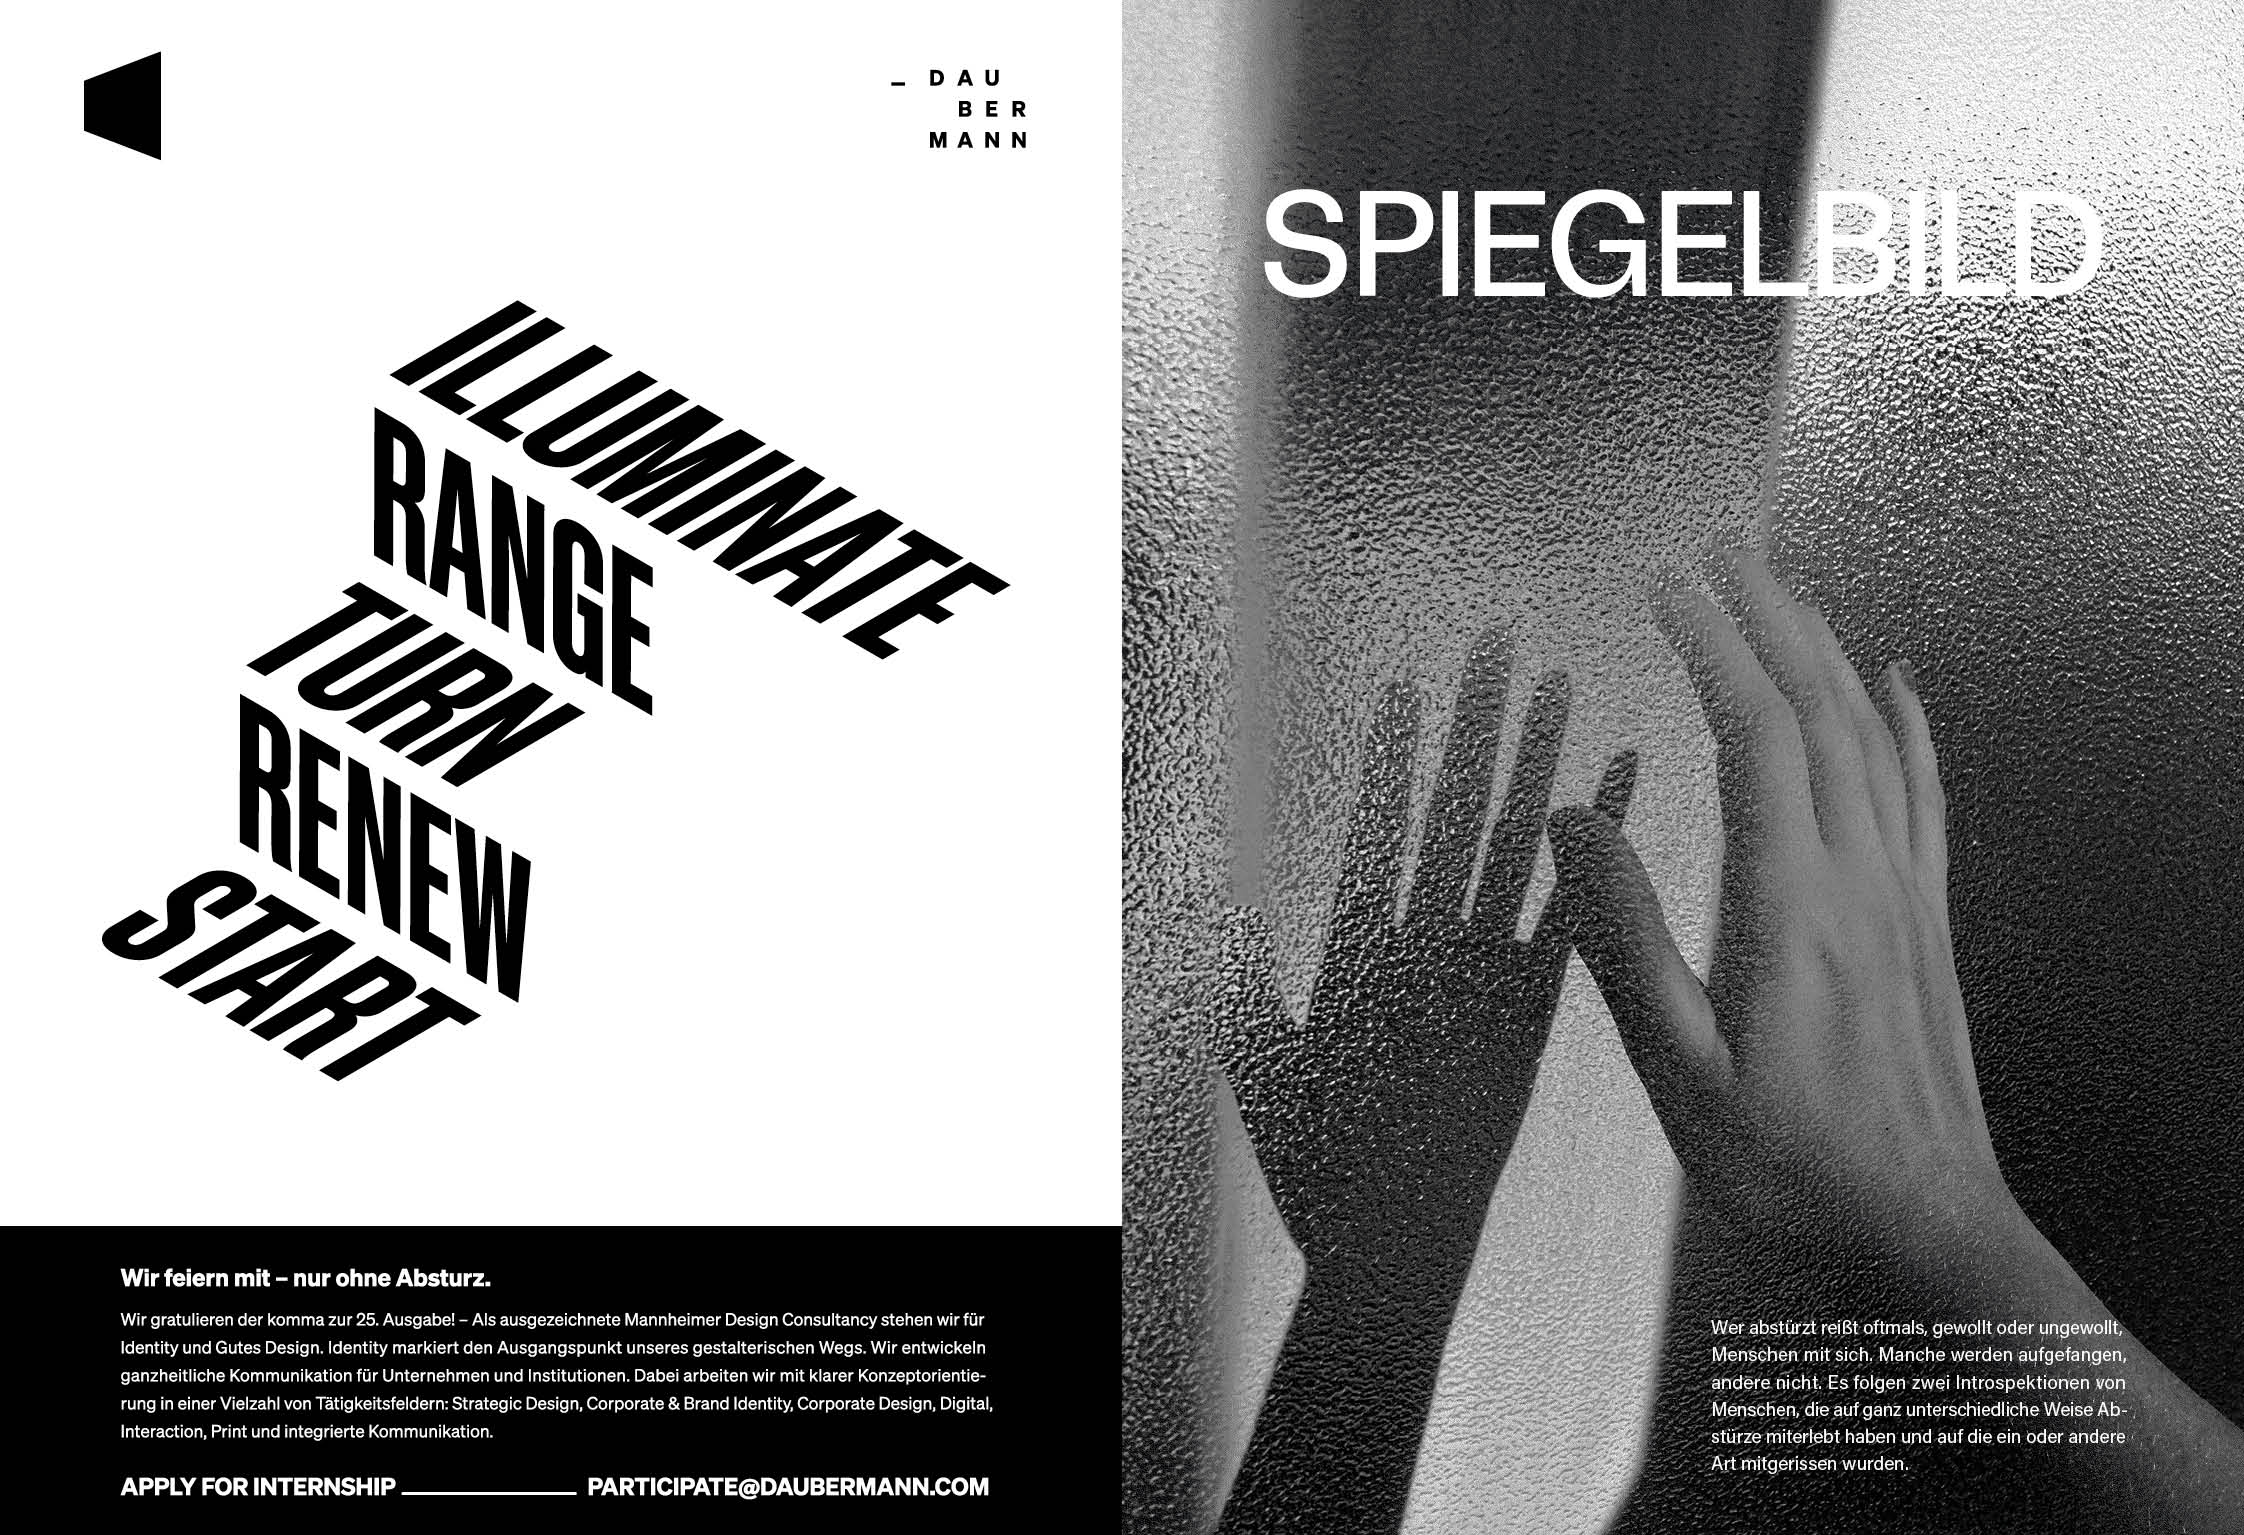 _ DAU
BER
MANN
ILLUMINATE
RANGE
TURN
RENEW
START
Wir feiern mit – nur ohne Absturz.
Wir gratulieren der komma zur 25. Ausgabe! – Als ausgezeichnete Mannheimer Design Consultancy stehen wir für
Identity und Gutes Design. Identity markiert den Ausgangspunkt unseres gestalterischen Wegs. Wir entwickeln
ganzheitliche Kommunikation für Unternehmen und Institutionen. Dabei arbeiten wir mit klarer Konzeptorientie-
rung in einer Vielzahl von Tätigkeitsfeldern: Strategic Design, Corporate & Brand Identity, Corporate Design, Digital,
Interaction, Print und integrierte Kommunikation.
APPLY FOR INTERNSHIP ____________ PARTICIPATE@DAUBERMANN.COM
SPIEGELBILD
Wer abstürzt reißt oftmals, gewollt oder ungewollt,
Menschen mit sich. Manche werden aufgefangen,
andere nicht. Es folgen zwei Introspektionen von
Menschen, die auf ganz unterschiedliche Weise Ab-
stürze miterlebt haben und auf die ein oder andere
Art mitgerissen wurden.